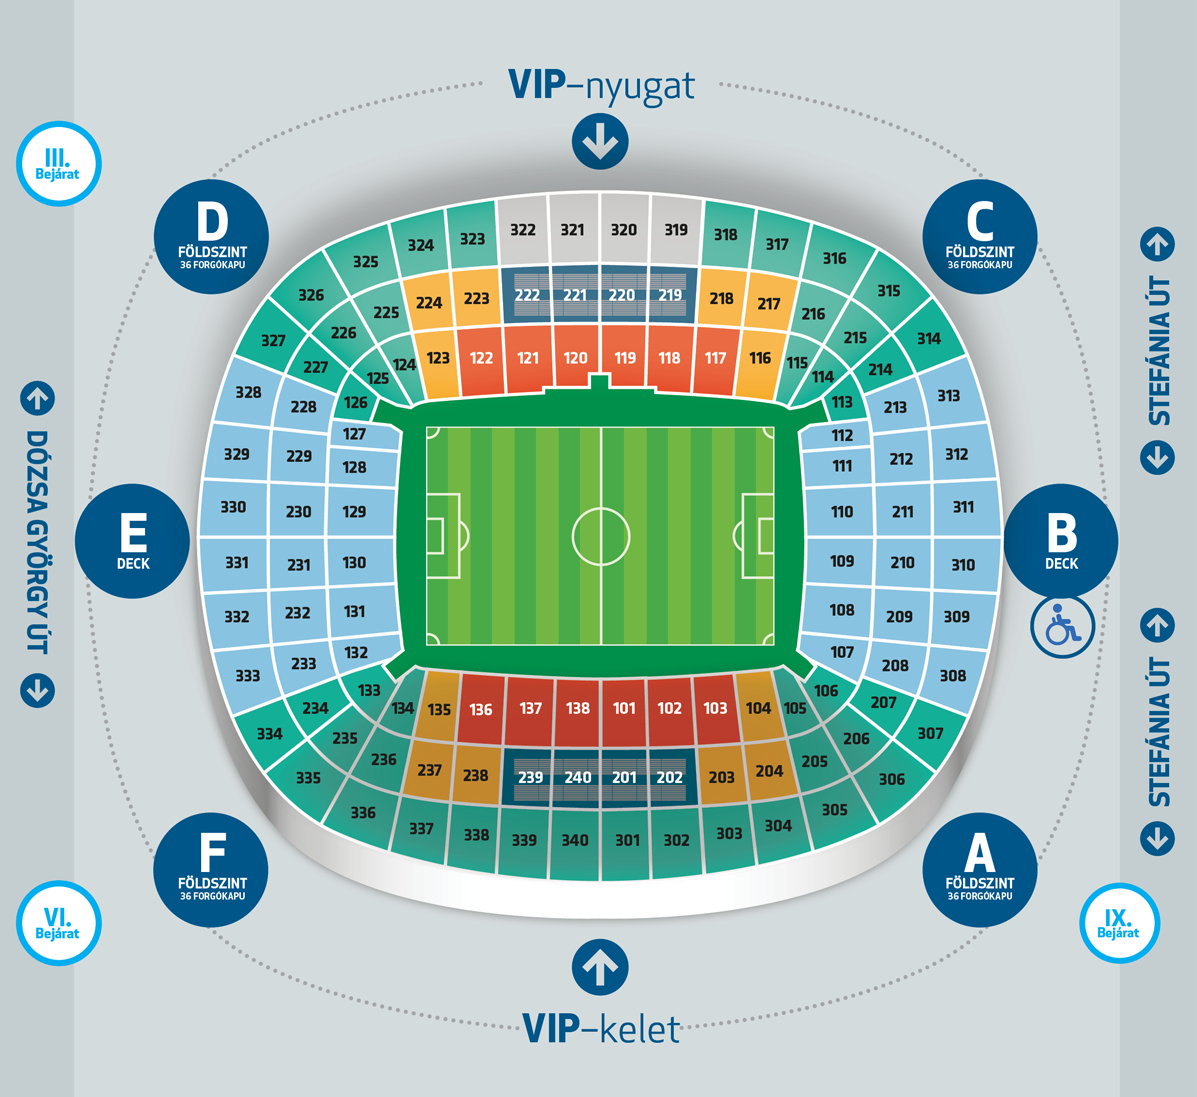 VIP–nyugat
III.
Bejárat
D
FÖLDSZINT
36 FORGÓKAPU
C
FÖLDSZINT
36 FORGÓKAPU
322 321 320 319
323 318
324 317
325 316
326 315
327 314
328 313
329 312
330 311
331 310
332 309
333 308
334 307
335 306
336 305
337 304
338 303
339 340 301 302
222 221 220 219
223 218
224 217
225 216
226 215
227 214
228 213
229 212
230 211
231 210
232 209
233 208
234 207
235 206
236 205
237 204
238 203
239 240 201 202
122 121 120 119 118 117
123 116
124 115
125 114
126 113
127 112
128 111
129 110
130 109
131 108
132 107
133 106
134 105
135 104
136 137 138 101 102 103
STEFÁNIA ÚT
DÓZSA GYÖRGY ÚT
E
DECK
B
DECK
STEFÁNIA ÚT
F
FÖLDSZINT
36 FORGÓKAPU
A
FÖLDSZINT
36 FORGÓKAPU
VI.
Bejárat
IX.
Bejárat
VIP–kelet